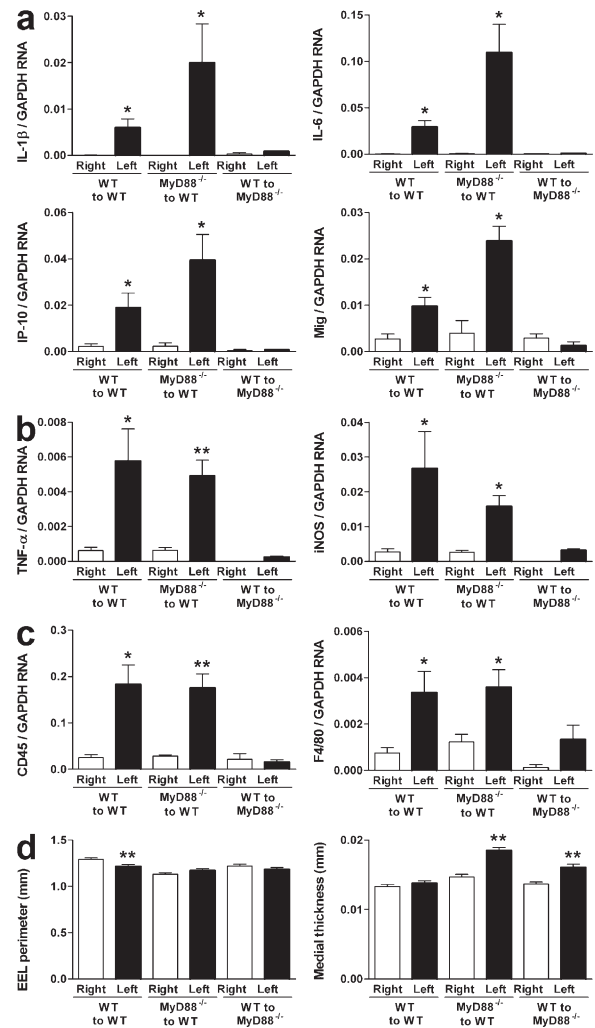 a
IL-1β / GAPDH RNA
0.03
0.02
0.01
0.00
*
*
Right Left Right Left Right Left
WT to WT
MyD88-/- to WT
WT to MyD88-/-
IL-6 / GAPDH RNA
0.15
0.10
0.05
0.00
*
*
Right Left Right Left Right Left
WT to WT
MyD88-/- to WT
WT to MyD88-/-
IP-10 / GAPDH RNA
0.06
0.04
0.02
0.00
*
*
Right Left Right Left Right Left
WT to WT
MyD88-/- to WT
WT to MyD88-/-
Mig / GAPDH RNA
0.03
0.02
0.01
0.00
*
*
Right Left Right Left Right Left
WT to WT
MyD88-/- to WT
WT to MyD88-/-
b
TNF-α / GAPDH RNA
0.008
0.006
0.004
0.002
0.000
*
**
Right Left Right Left Right Left
WT to WT
MyD88-/- to WT
WT to MyD88-/-
iNOS / GAPDH RNA
0.04
0.03
0.02
0.01
0.00
*
*
Right Left Right Left Right Left
WT to WT
MyD88-/- to WT
WT to MyD88-/-
c
CD45 / GAPDH RNA
0.3
0.2
0.1
0.0
*
**
Right Left Right Left Right Left
WT to WT
MyD88-/- to WT
WT to MyD88-/-
F4/80 / GAPDH RNA
0.006
0.004
0.002
0.000
*
*
Right Left Right Left Right Left
WT to WT
MyD88-/- to WT
WT to MyD88-/-
d
EEL perimeter (mm)
1.5
1.0
0.5
0.0
**
Right Left Right Left Right Left
WT to WT
MyD88-/- to WT
WT to MyD88-/-
Medial thickness (mm)
0.02
0.01
0.00
**
**
Right Left Right Left Right Left
WT to WT
MyD88-/- to WT
WT to MyD88-/-